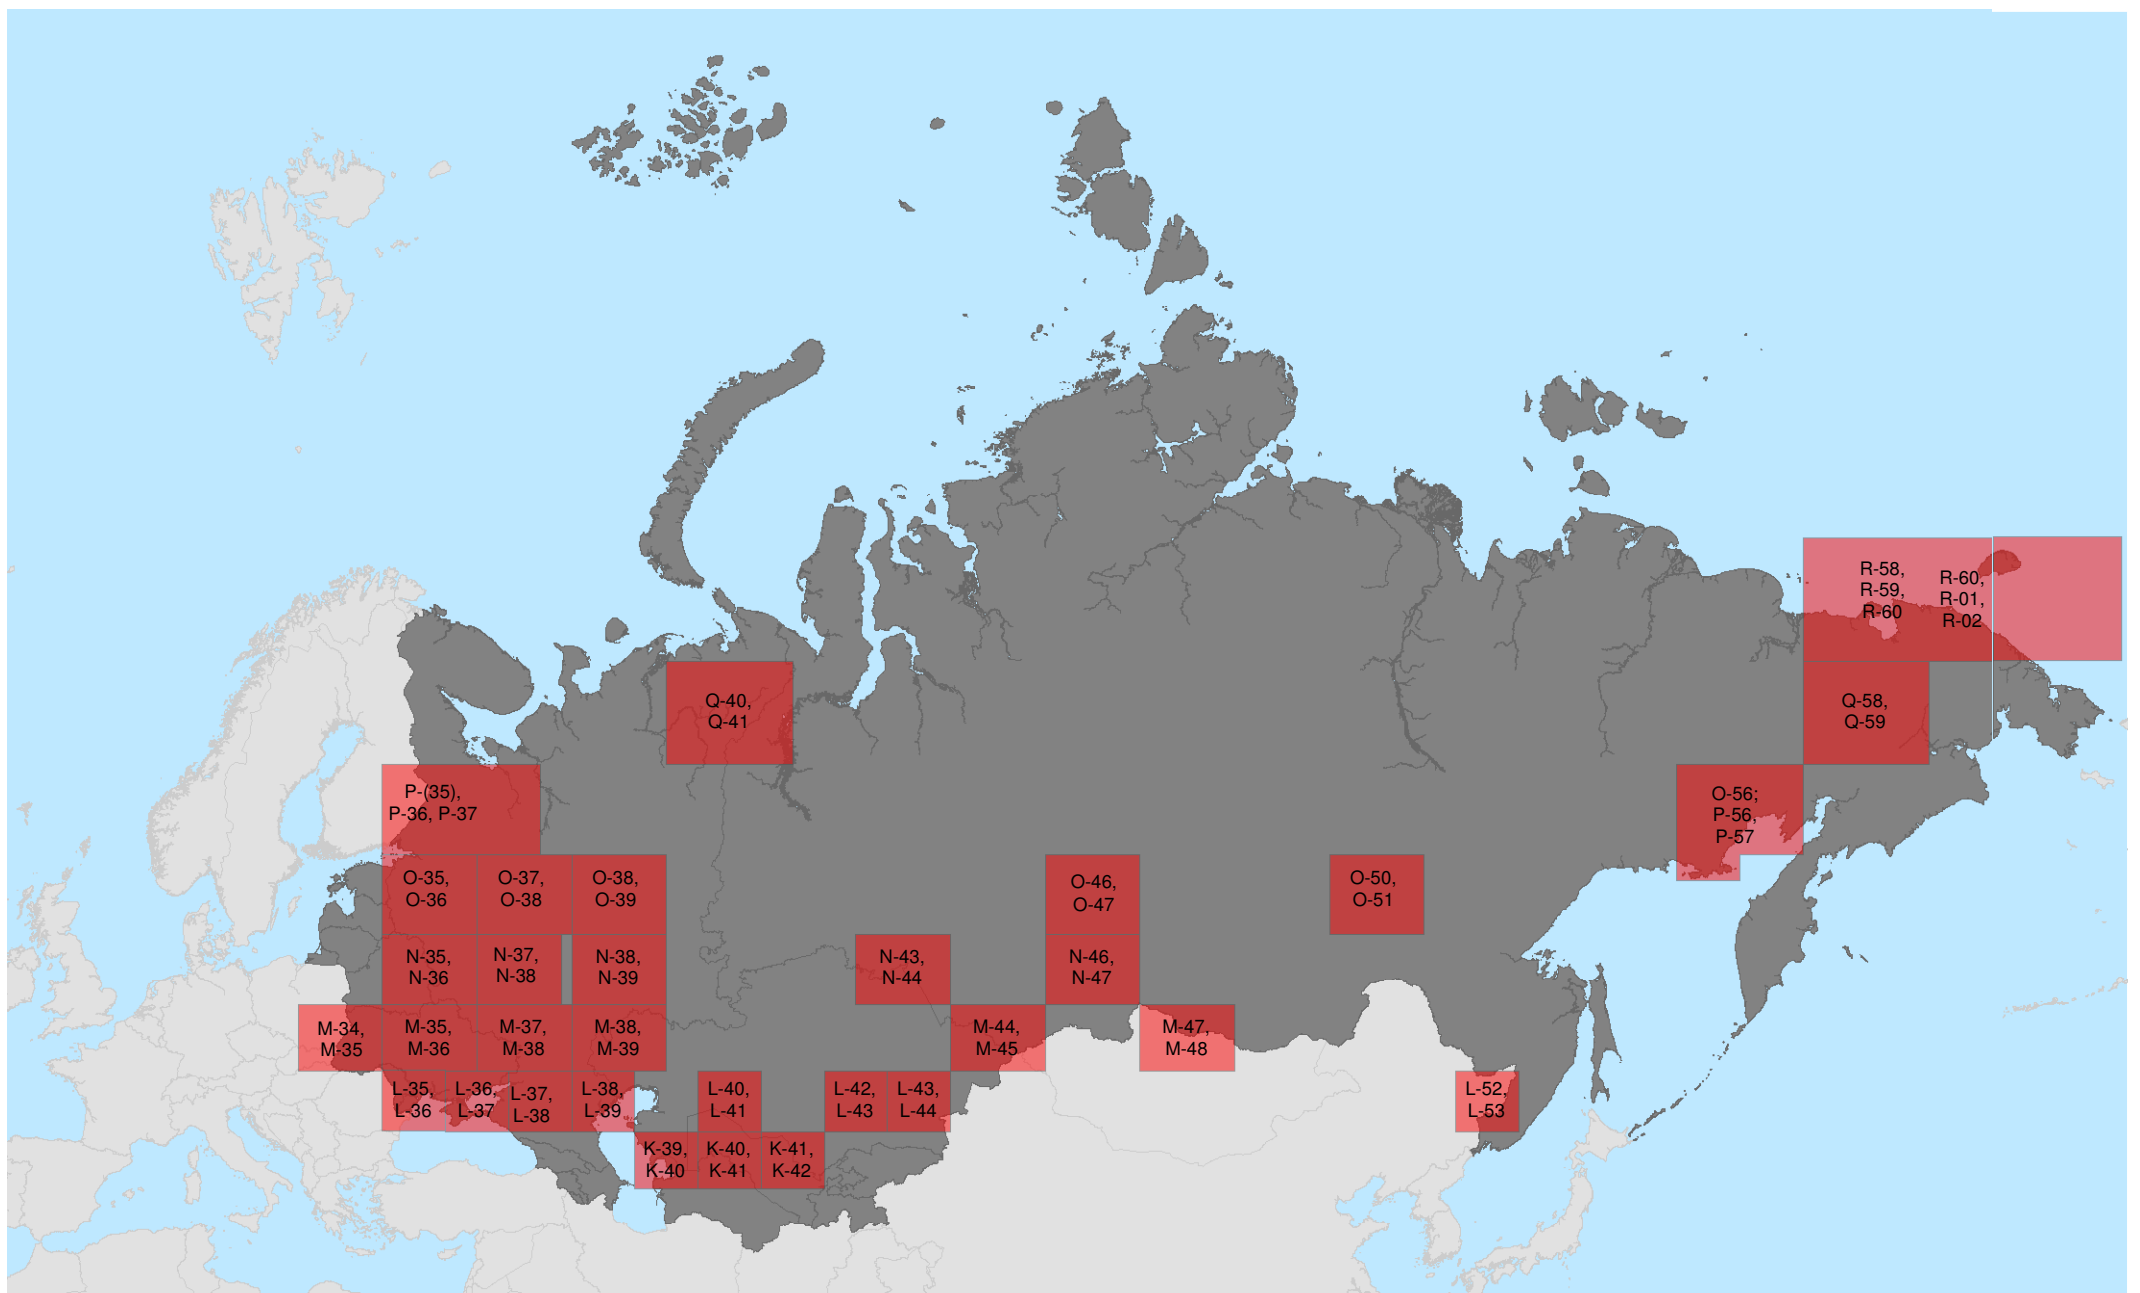 R-58,
R-59,
R-60
R-60,
R-01,
R-02
Q-40,
Q-41
Q-58,
Q-59
P-(35),
P-36, P-37
O-56;
P-56,
P-57
O-35,
O-36
O-37,
O-38
O-38,
O-39
O-46,
O-47
O-50,
O-51
N-35,
N-36
N-37,
N-38
N-38,
N-39
N-43,
N-44
N-46,
N-47
M-34,
M-35
M-35,
M-36
M-37,
M-38
M-38,
M-39
M-44,
M-45
M-47,
M-48
L-35,
L-36
L-36,
L-37
L-37,
L-38
L-38,
L-39
L-40,
L-41
L-42,
L-43
L-43,
L-44
L-52,
L-53
K-39,
K-40
K-40,
K-41
K-41,
K-42